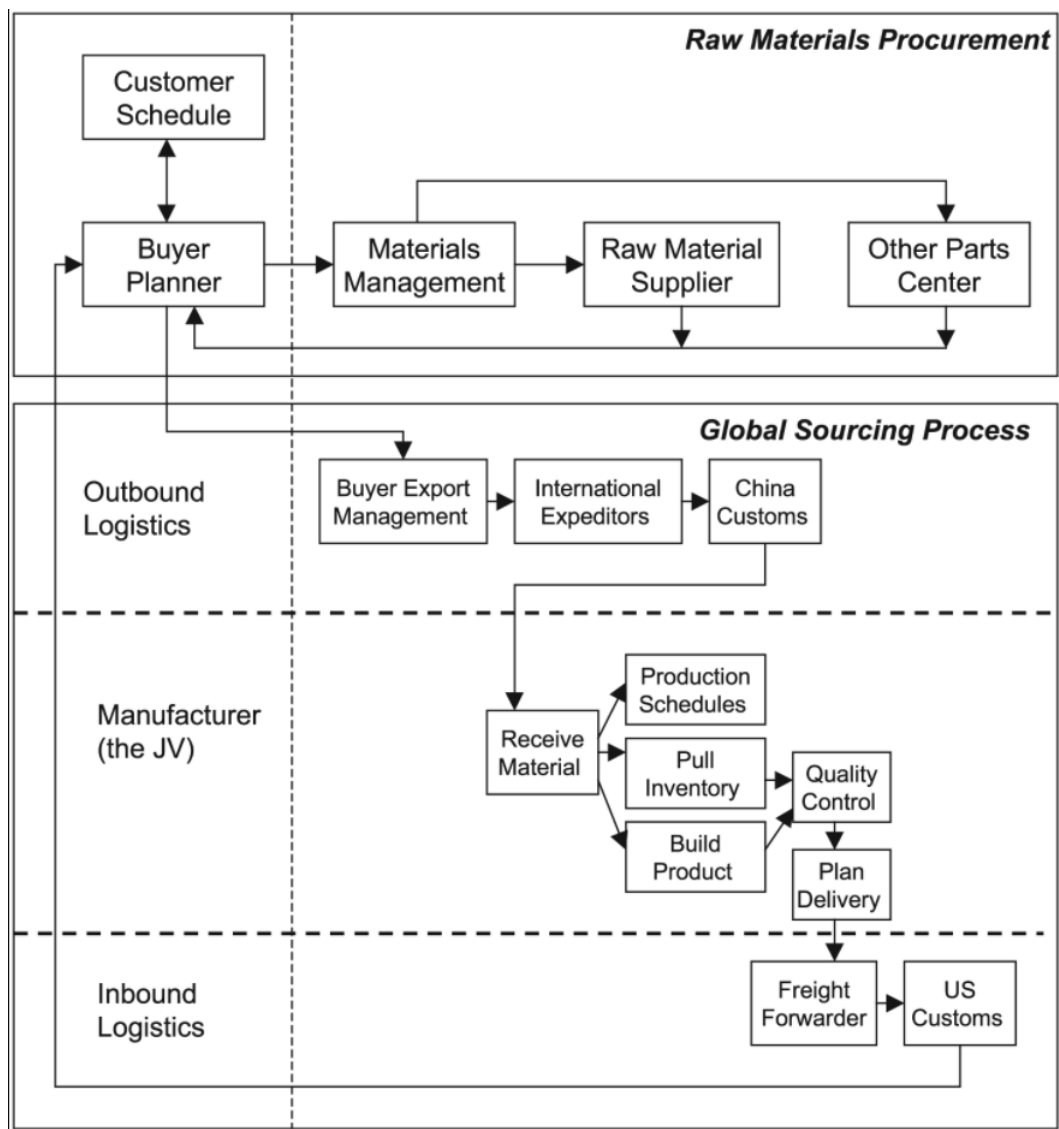 Raw Materials Procurement
Customer
Schedule
Buyer
Planner
Materials
Management
Raw Material
Supplier
Other Parts
Center
Global Sourcing Process
Outbound
Logistics
Buyer Export
Management
International
Expeditors
China
Customs
Manufacturer
(the JV)
Receive
Material
Production
Schedules
Pull
Inventory
Build
Product
Quality
Control
Plan
Delivery
Inbound
Logistics
Freight
Forwarder
US
Customs